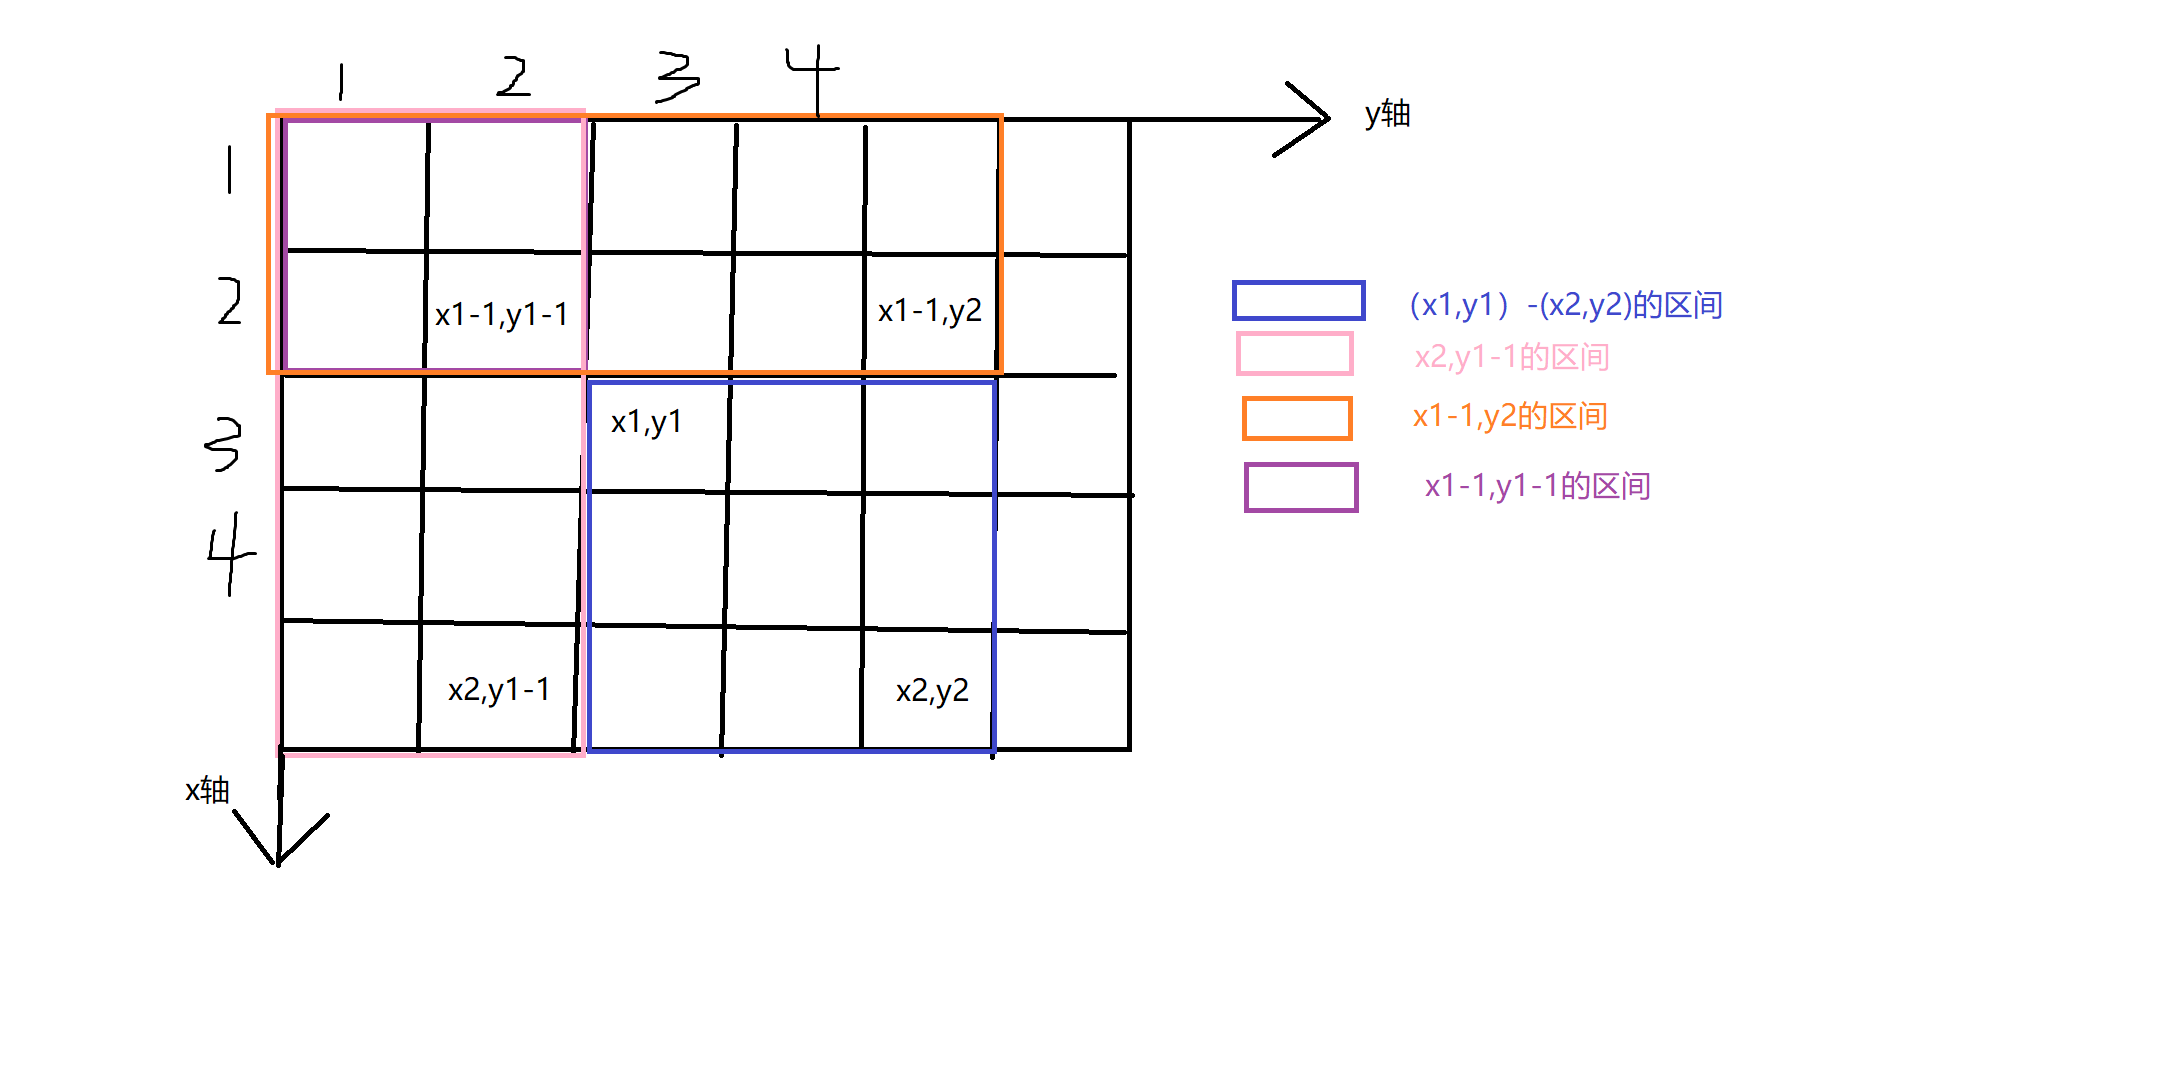 1 2 3 4
y轴
1
2
x1-1,y1-1
x1-1,y2
(x1,y1）-(x2,y2)的区间
x2,y1-1的区间
x1-1,y2的区间
x1-1,y1-1的区间
3
x1,y1
4
x2,y1-1
x2,y2
x轴